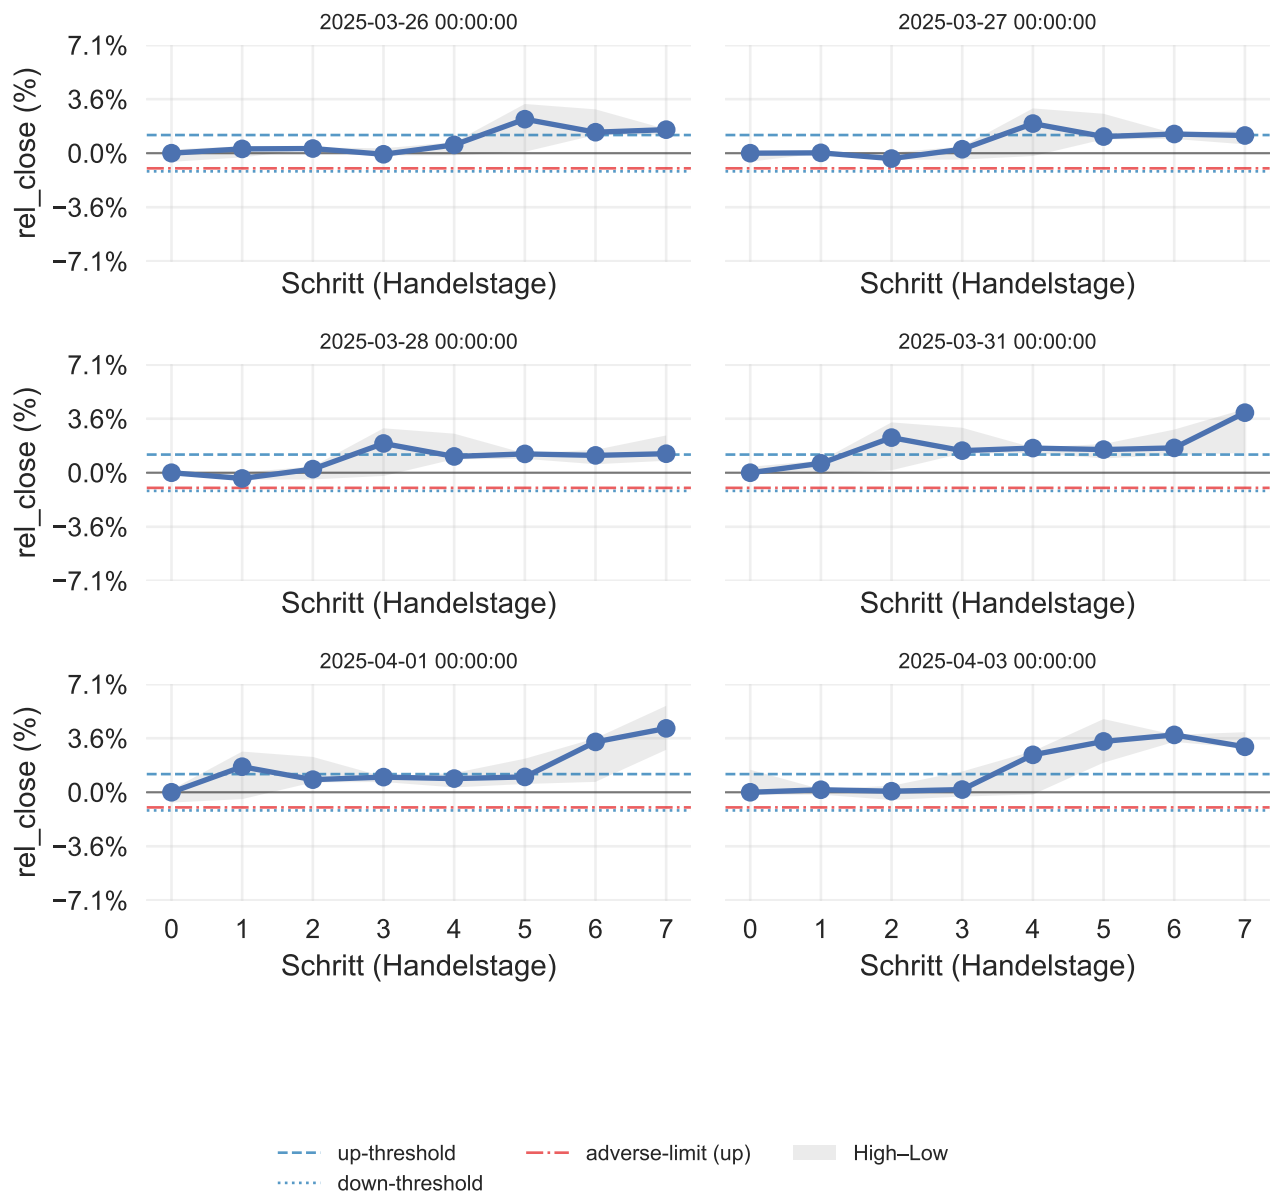 2025-03-26 00:00:00
2025-03-27 00:00:00
7.1%
3.6%
0.0%
−3.6%
−7.1%
rel_close (%)
Schritt (Handelstage)
Schritt (Handelstage)
2025-03-28 00:00:00
2025-03-31 00:00:00
7.1%
3.6%
0.0%
−3.6%
−7.1%
rel_close (%)
Schritt (Handelstage)
Schritt (Handelstage)
2025-04-01 00:00:00
2025-04-03 00:00:00
7.1%
3.6%
0.0%
−3.6%
−7.1%
rel_close (%)
0 1 2 3 4 5 6 7
0 1 2 3 4 5 6 7
Schritt (Handelstage)
Schritt (Handelstage)
up-threshold
adverse-limit (up)
High–Low
down-threshold